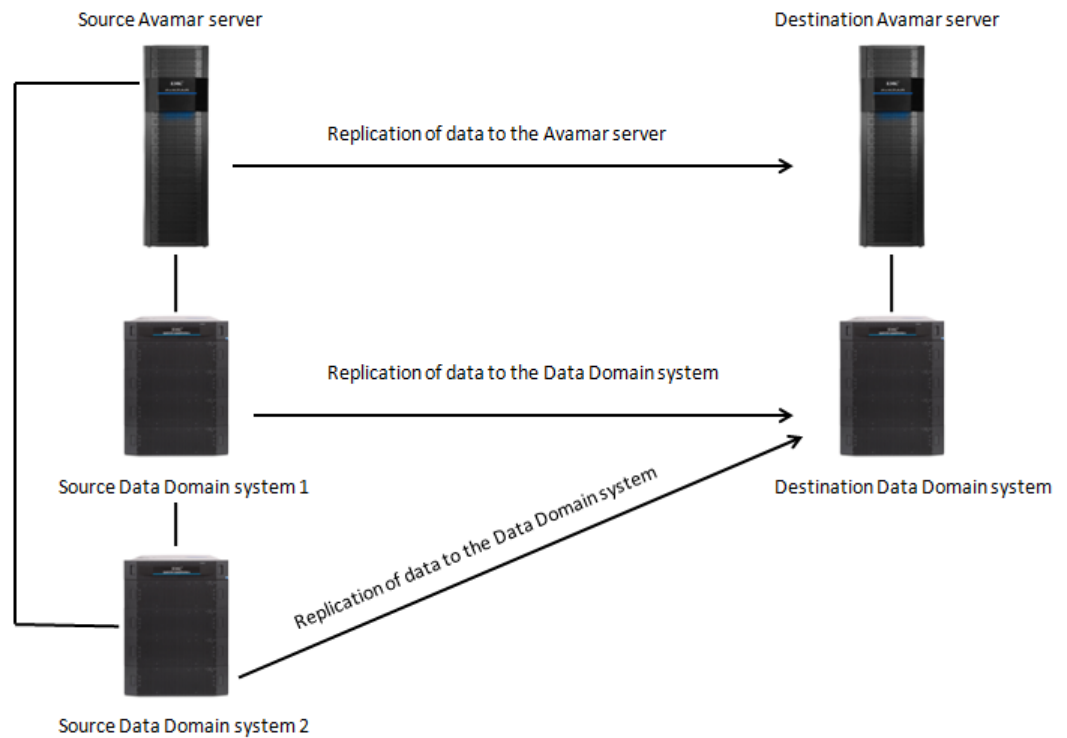 Source Avamar server
Destination Avamar server
Replication of data to the Avamar server
Replication of data to the Data Domain system
Source Data Domain system 1
Destination Data Domain system
Replication of data to the Data Domain system
Source Data Domain system 2